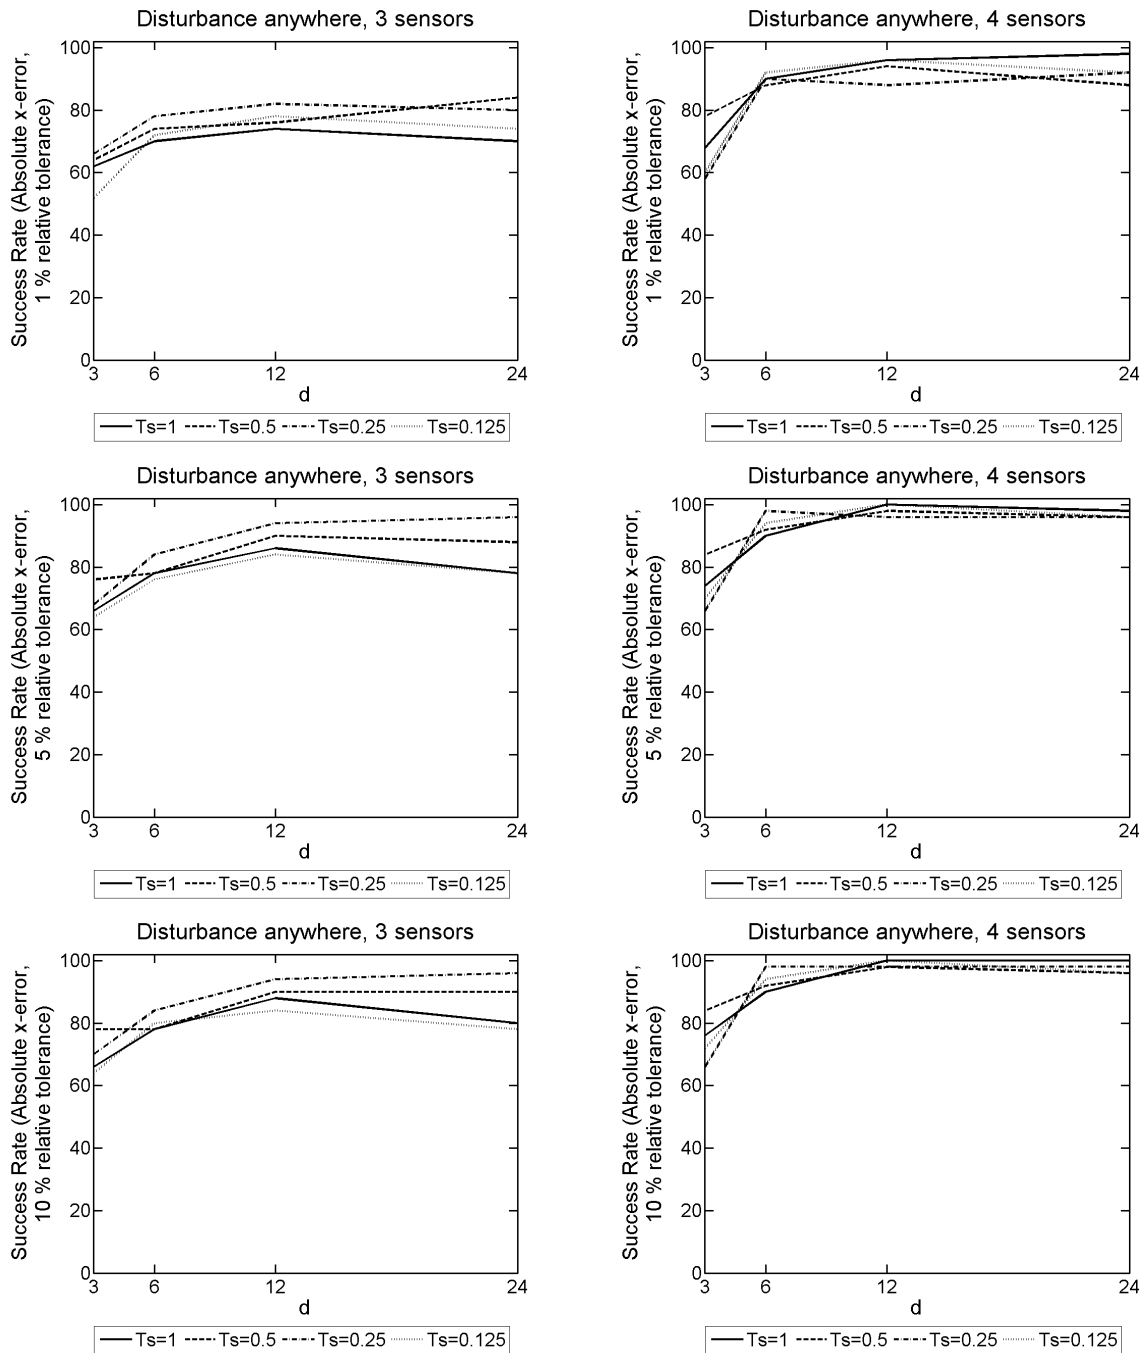 Disturbance anywhere, 3 sensors
Success Rate (Absolute x-error,
1 % relative tolerance)
100
80
60
40
20
0
3 6 12 24
d
Ts=1 Ts=0.5 Ts=0.25 Ts=0.125
Disturbance anywhere, 4 sensors
Success Rate (Absolute x-error,
1 % relative tolerance)
100
80
60
40
20
0
3 6 12 24
d
Ts=1 Ts=0.5 Ts=0.25 Ts=0.125
Disturbance anywhere, 3 sensors
Success Rate (Absolute x-error,
5 % relative tolerance)
100
80
60
40
20
0
3 6 12 24
d
Ts=1 Ts=0.5 Ts=0.25 Ts=0.125
Disturbance anywhere, 4 sensors
Success Rate (Absolute x-error,
5 % relative tolerance)
100
80
60
40
20
0
3 6 12 24
d
Ts=1 Ts=0.5 Ts=0.25 Ts=0.125
Disturbance anywhere, 3 sensors
Success Rate (Absolute x-error,
10 % relative tolerance)
100
80
60
40
20
0
3 6 12 24
d
Ts=1 Ts=0.5 Ts=0.25 Ts=0.125
Disturbance anywhere, 4 sensors
Success Rate (Absolute x-error,
10 % relative tolerance)
100
80
60
40
20
0
3 6 12 24
d
Ts=1 Ts=0.5 Ts=0.25 Ts=0.125